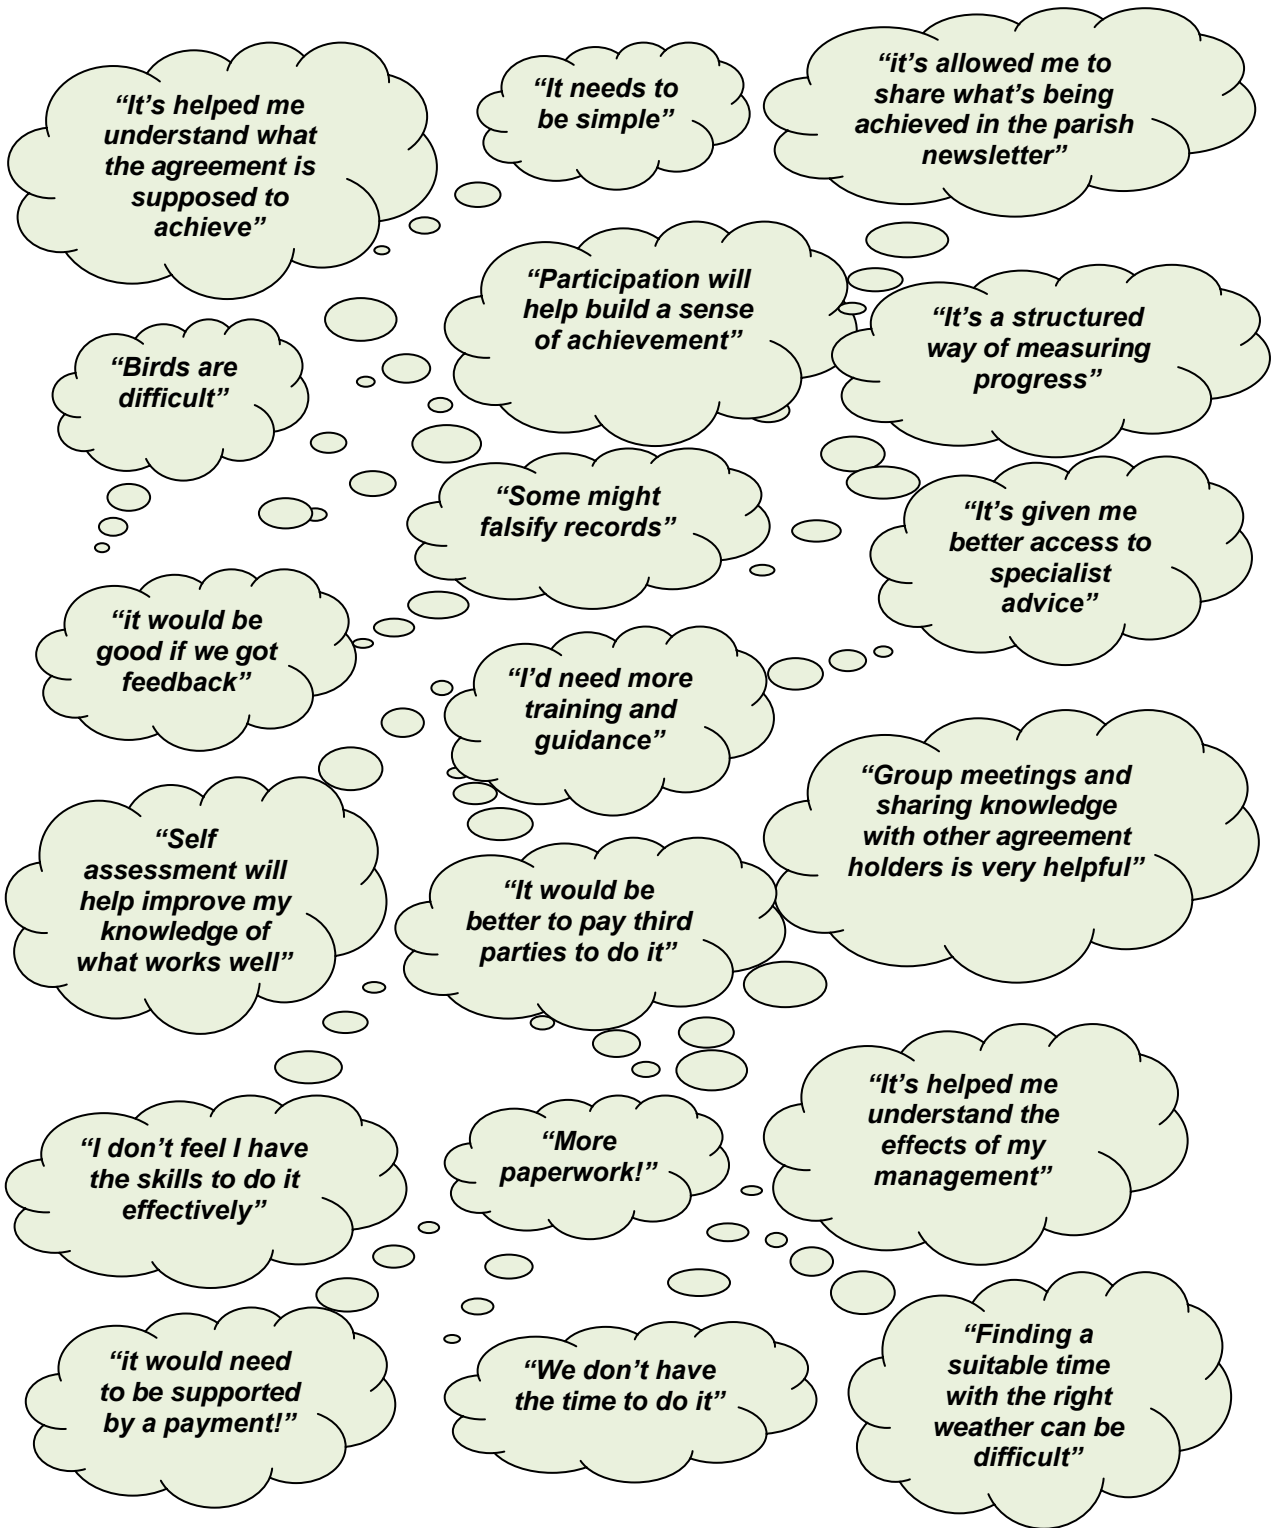 “It’s helped me
understand what
the agreement is
supposed to
achieve”
“It needs to
be simple”
“it’s allowed me to
share what’s being
achieved in the parish
newsletter”
“Participation will
help build a sense
of achievement”
“It’s a structured
way of measuring
progress”
“Birds are
difficult”
“Some might
falsify records”
“It’s given me
better access to
specialist
advice”
“it would be
good if we got
feedback”
“I’d need more
training and
guidance”
“Group meetings and
sharing knowledge
with other agreement
holders is very helpful”
“Self
assessment will
help improve my
knowledge of
what works well”
“It would be
better to pay third
parties to do it”
“It’s helped me
understand the
effects of my
management”
“I don’t feel I have
the skills to do it
effectively”
“More
paperwork!”
“it would need
to be supported
by a payment!”
“We don’t have
the time to do it”
“Finding a
suitable time
with the right
weather can be
difficult”